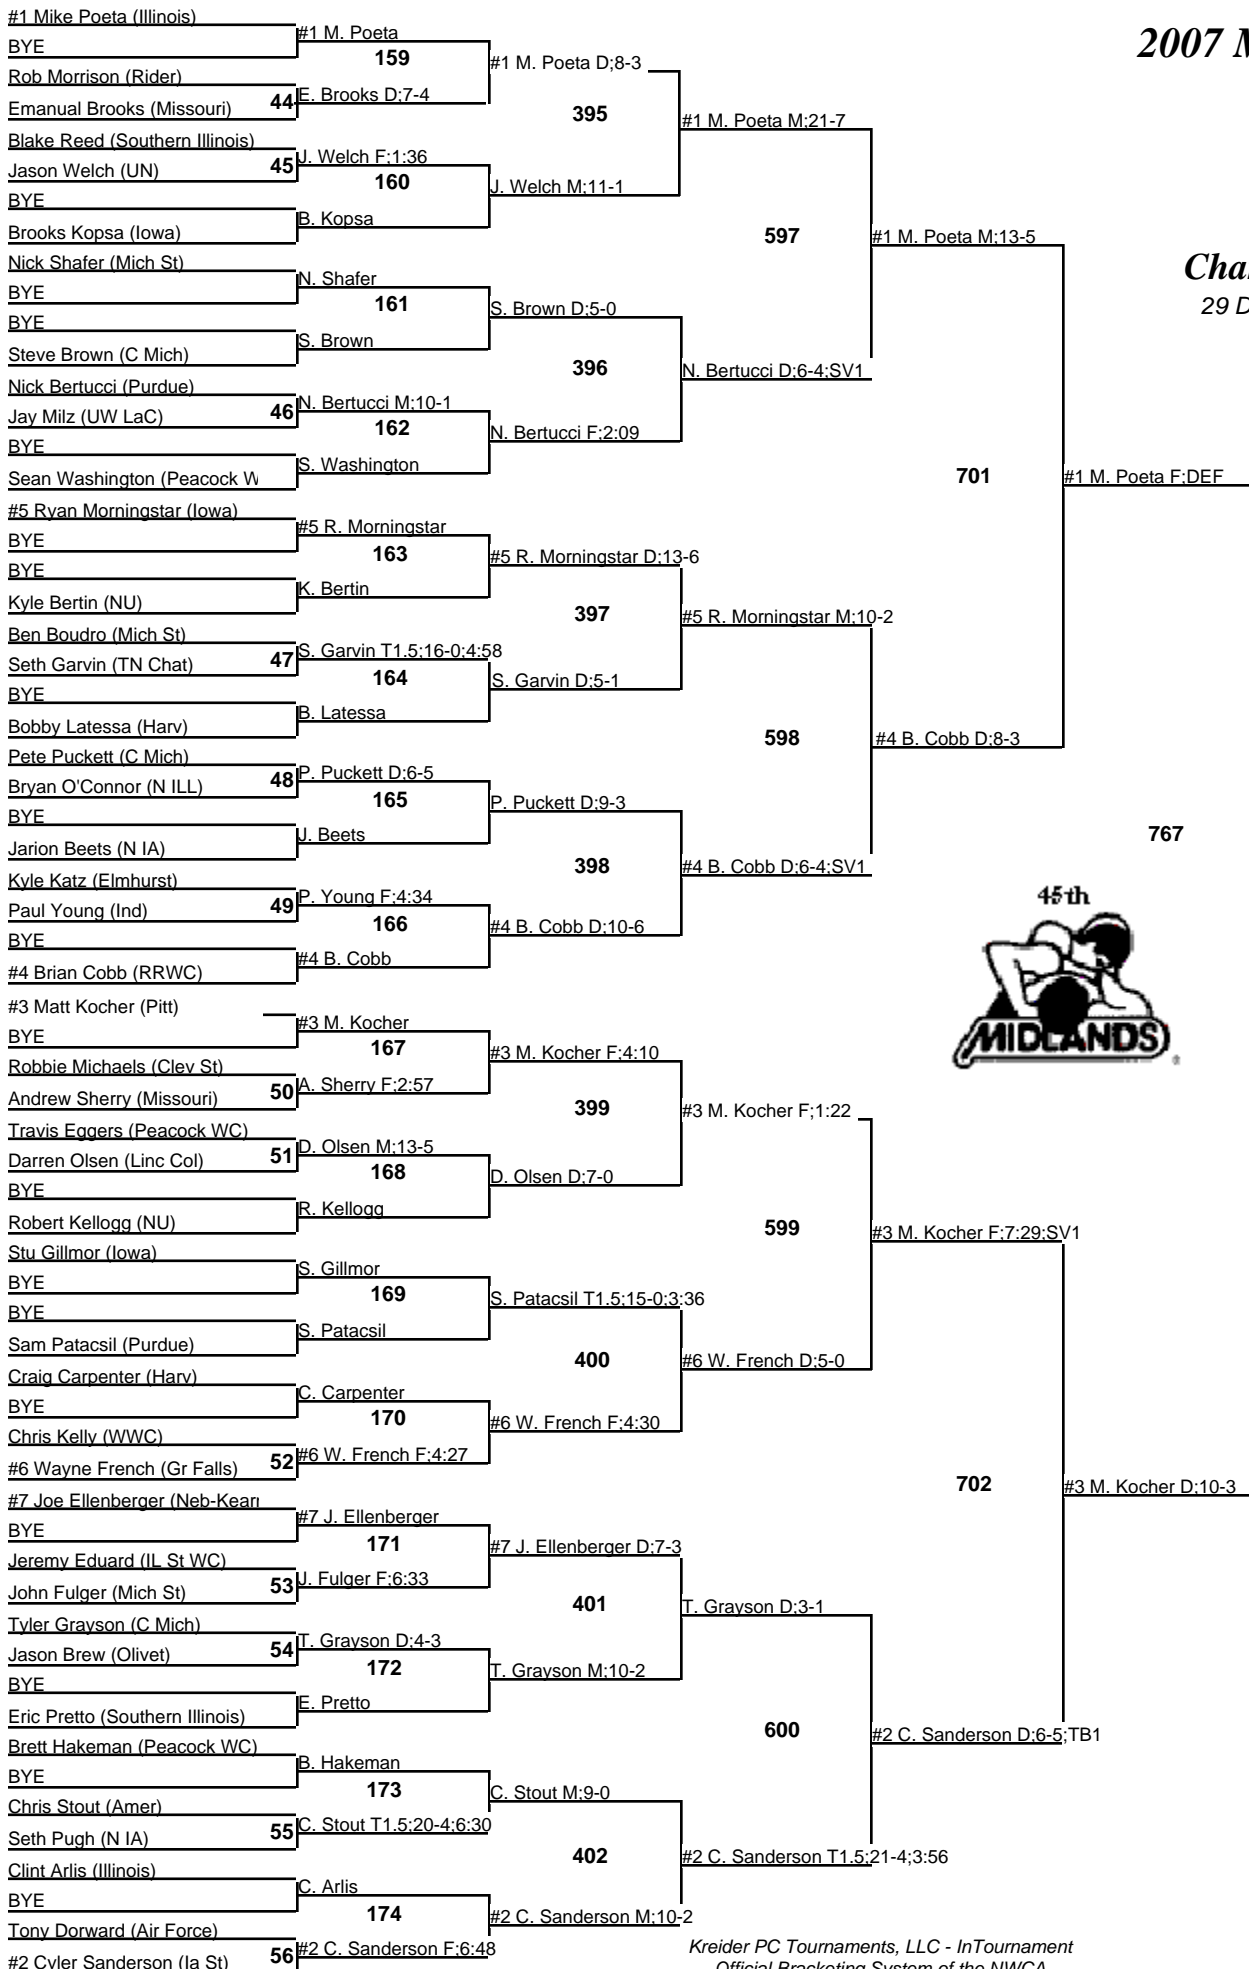 #1 Mike Poeta (Illinois)
BYE
Rob Morrison (Rider)
Emanual Brooks (Missouri)
44
Blake Reed (Southern Illinois)
Jason Welch (UN)
45
BYE
Brooks Kopsa (Iowa)
Nick Shafer (Mich St)
BYE
BYE
Steve Brown (C Mich)
Nick Bertucci (Purdue)
Jay Milz (UW LaC)
46
BYE
Sean Washington (Peacock W
#5 Ryan Morningstar (Iowa)
BYE
BYE
Kyle Bertin (NU)
Ben Boudro (Mich St)
Seth Garvin (TN Chat)
47
BYE
Bobby Latessa (Harv)
Pete Puckett (C Mich)
Bryan O'Connor (N ILL)
48
BYE
Jarion Beets (N IA)
Kyle Katz (Elmhurst)
Paul Young (Ind)
49
BYE
#4 Brian Cobb (RRWC)
#3 Matt Kocher (Pitt)
BYE
Robbie Michaels (Clev St)
Andrew Sherry (Missouri)
50
Travis Eggers (Peacock WC)
Darren Olsen (Linc Col)
51
BYE
Robert Kellogg (NU)
Stu Gillmor (Iowa)
BYE
BYE
Sam Patacsil (Purdue)
Craig Carpenter (Harv)
BYE
Chris Kelly (WWC)
#6 Wayne French (Gr Falls)
52
#7 Joe Ellenberger (Neb-Kearn
BYE
Jeremy Eduard (IL St WC)
John Fulger (Mich St)
53
Tyler Grayson (C Mich)
Jason Brew (Olivet)
54
BYE
Eric Pretto (Southern Illinois)
Brett Hakeman (Peacock WC)
BYE
Chris Stout (Amer)
Seth Pugh (N IA)
55
Clint Arlis (Illinois)
BYE
Tony Dorward (Air Force)
#2 Cyler Sanderson (Ia St)
56
#1 M. Poeta
159
E. Brooks D;7-4
J. Welch F;1:36
160
B. Kopsa
N. Shafer
161
S. Brown
N. Bertucci M;10-1
162
S. Washington
#5 R. Morningstar
163
K. Bertin
S. Garvin T1.5;16-0;4:58
164
B. Latessa
P. Puckett D;6-5
165
J. Beets
P. Young F;4:34
166
#4 B. Cobb
#3 M. Kocher
167
A. Sherry F;2:57
D. Olsen M;13-5
168
R. Kellogg
S. Gillmor
169
S. Patacsil
C. Carpenter
170
#6 W. French F;4:27
#7 J. Ellenberger
171
J. Fulger F;6:33
T. Grayson D;4-3
172
E. Pretto
B. Hakeman
173
C. Stout T1.5;20-4;6:30
C. Arlis
174
#2 C. Sanderson F;6:48
#1 M. Poeta D;8-3
395
J. Welch M;11-1
S. Brown D;5-0
396
N. Bertucci F;2:09
#5 R. Morningstar D;13-6
397
S. Garvin D;5-1
P. Puckett D;9-3
398
#4 B. Cobb D;10-6
#3 M. Kocher F;4:10
399
D. Olsen D;7-0
S. Patacsil T1.5;15-0;3:36
400
#6 W. French F;4:30
#7 J. Ellenberger D;7-3
401
T. Grayson M;10-2
C. Stout M;9-0
402
#2 C. Sanderson M;10-2
#1 M. Poeta M;21-7
597
N. Bertucci D;6-4;SV1
#5 R. Morningstar M;10-2
598
#4 B. Cobb D;6-4;SV1
#3 M. Kocher F;1:22
599
#6 W. French D;5-0
T. Grayson D;3-1
600
#2 C. Sanderson T1.5;21-4;3:56
#1 M. Poeta M;13-5
701
#4 B. Cobb D;8-3
#3 M. Kocher F;7:29;SV1
702
#2 C. Sanderson D;6-5;TB1
#1 M. Poeta F;DEF
767
#3 M. Kocher D;10-3
2007 M
Cha
29 D
45th
MIDLANDS
Kreider PC Tournaments, LLC - InTournament
Official Bracketing System of the NWCA